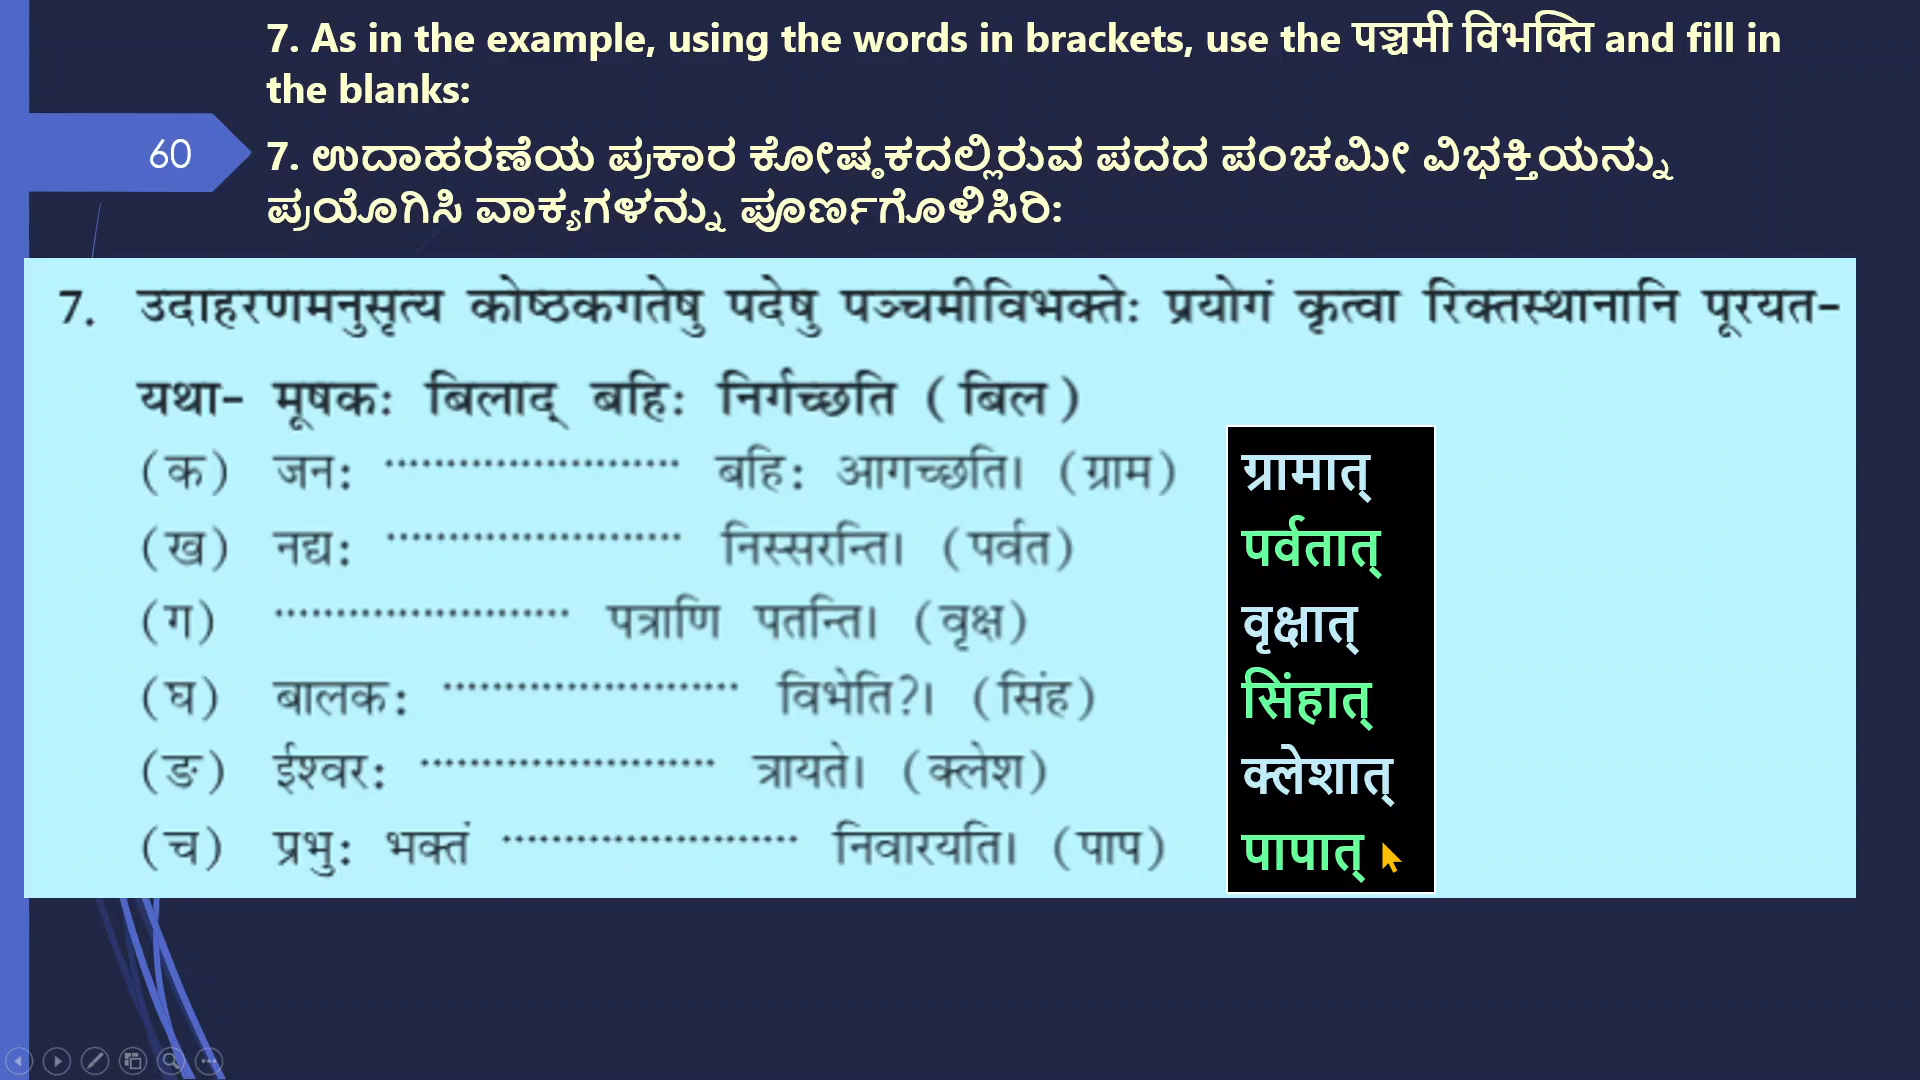 7. As in the example, using the words in brackets, use the पञ्चमी विभक्ति and fill in
the blanks:
60
7. ಉದಾಹರಣೆಯ ಪ್ರಕಾರ ಕೋಷ್ಠಕದಲ್ಲಿರುವ ಪದದ ಪಂಚಮೀ ವಿಭಕ್ತಿಯನ್ನು
ಪ್ರಯೋಗಿಸಿ ವಾಕ್ಯಗಳನ್ನು ಪೂರ್ಣಗೊಳಿಸಿರಿ:
7. उदाहरणमनुसृत्य कोष्ठकगतेषु पदेषु पञ्चमीविभक्तेः प्रयोगं कृत्वा रिक्तस्थानानि पूरयत-
यथा- मूषकः बिलाद् बहिः निर्गच्छति (बिल)
(क) जनः ........................ बहिः आगच्छति। (ग्राम) ग्रामात्
(ख) नद्यः ........................ निस्सरन्ति। (पर्वत) पर्वतात्
(ग) ........................ पत्राणि पतन्ति। (वृक्ष) वृक्षात्
(घ) बालकः ........................ विभेति?। (सिंह) सिंहात्
(ङ) ईश्वरः ........................ त्रायते। (क्लेश) क्लेशात्
(च) प्रभुः भक्तं ........................ निवारयति। (पाप) पापात्